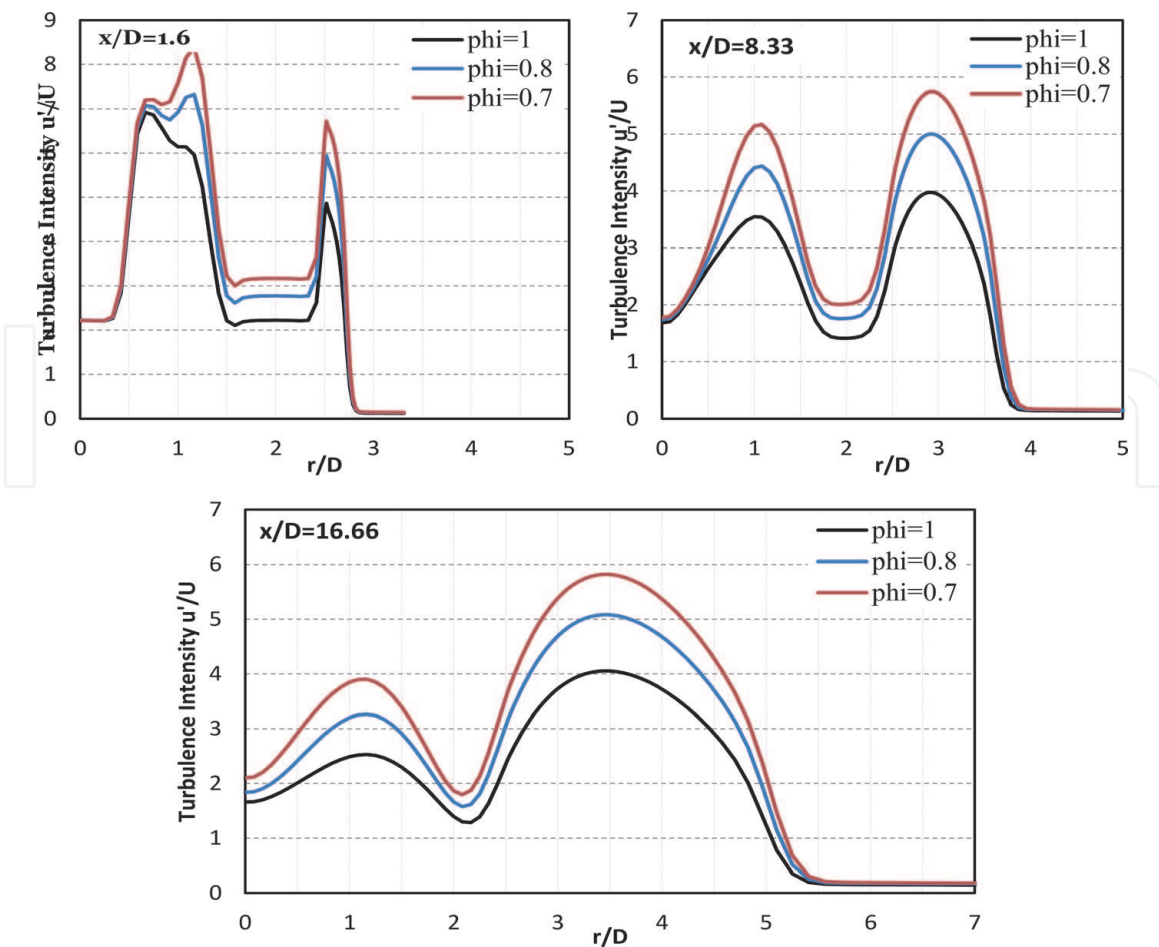 9
x/D=1.6
phi=1
8
phi=0.8
phi=0.7
Turbulence Intensity u'/U
1
0
0 1 2 3 4 5
r/D
7
x/D=8.33
phi=1
6
phi=0.8
phi=0.7
5
4
3
2
1
0
Turbulence Intensity u'/U
0 1 2 3 4 5
r/D
7
x/D=16.66
phi=1
6
phi=0.8
phi=0.7
5
4
3
2
1
0
Turbulence Intensity u'/U
0 1 2 3 4 5 6 7
r/D